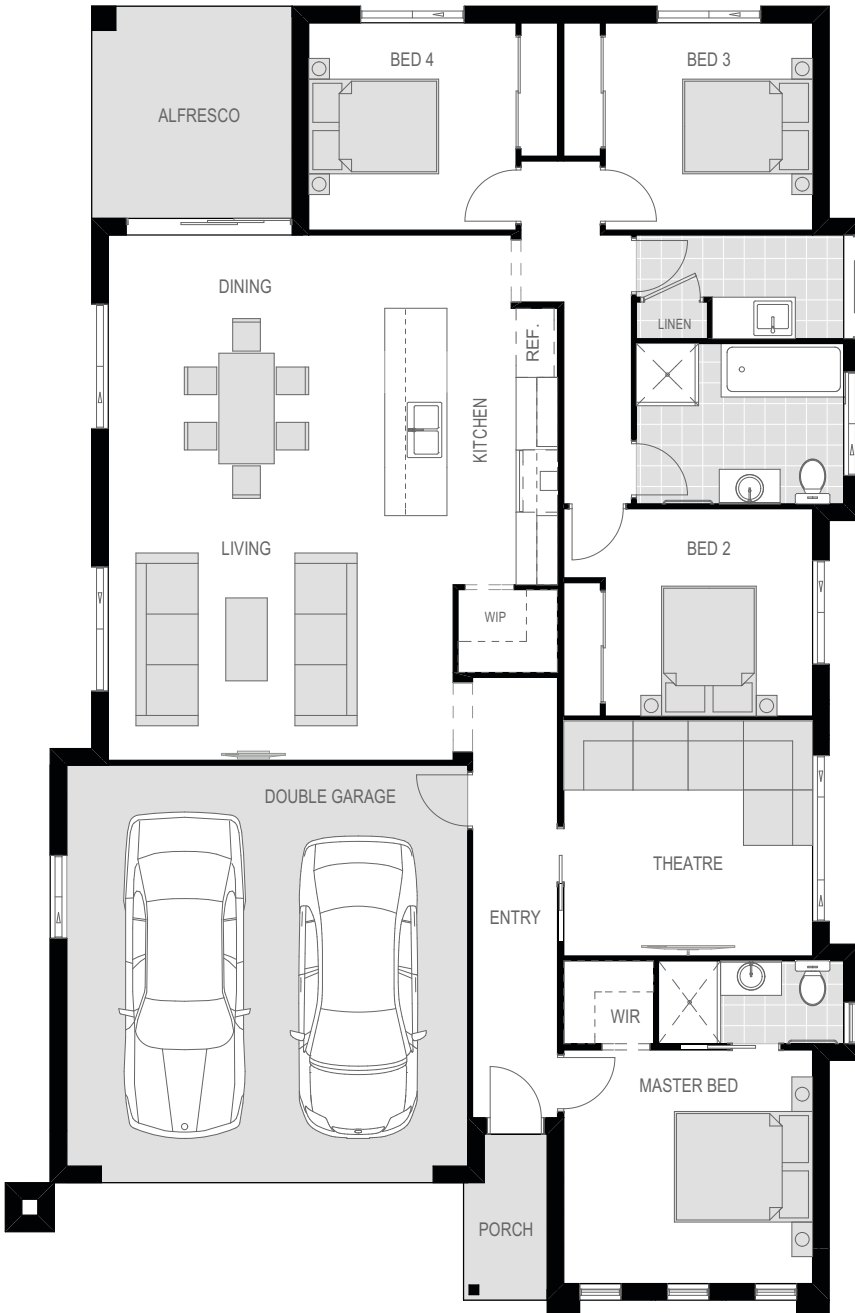 BED 4
BED 3
ALFRESCO
DINING
LINEN
REF.
KITCHEN
LIVING
BED 2
WIP
DOUBLE GARAGE
THEATRE
ENTRY
WIR
MASTER BED
PORCH